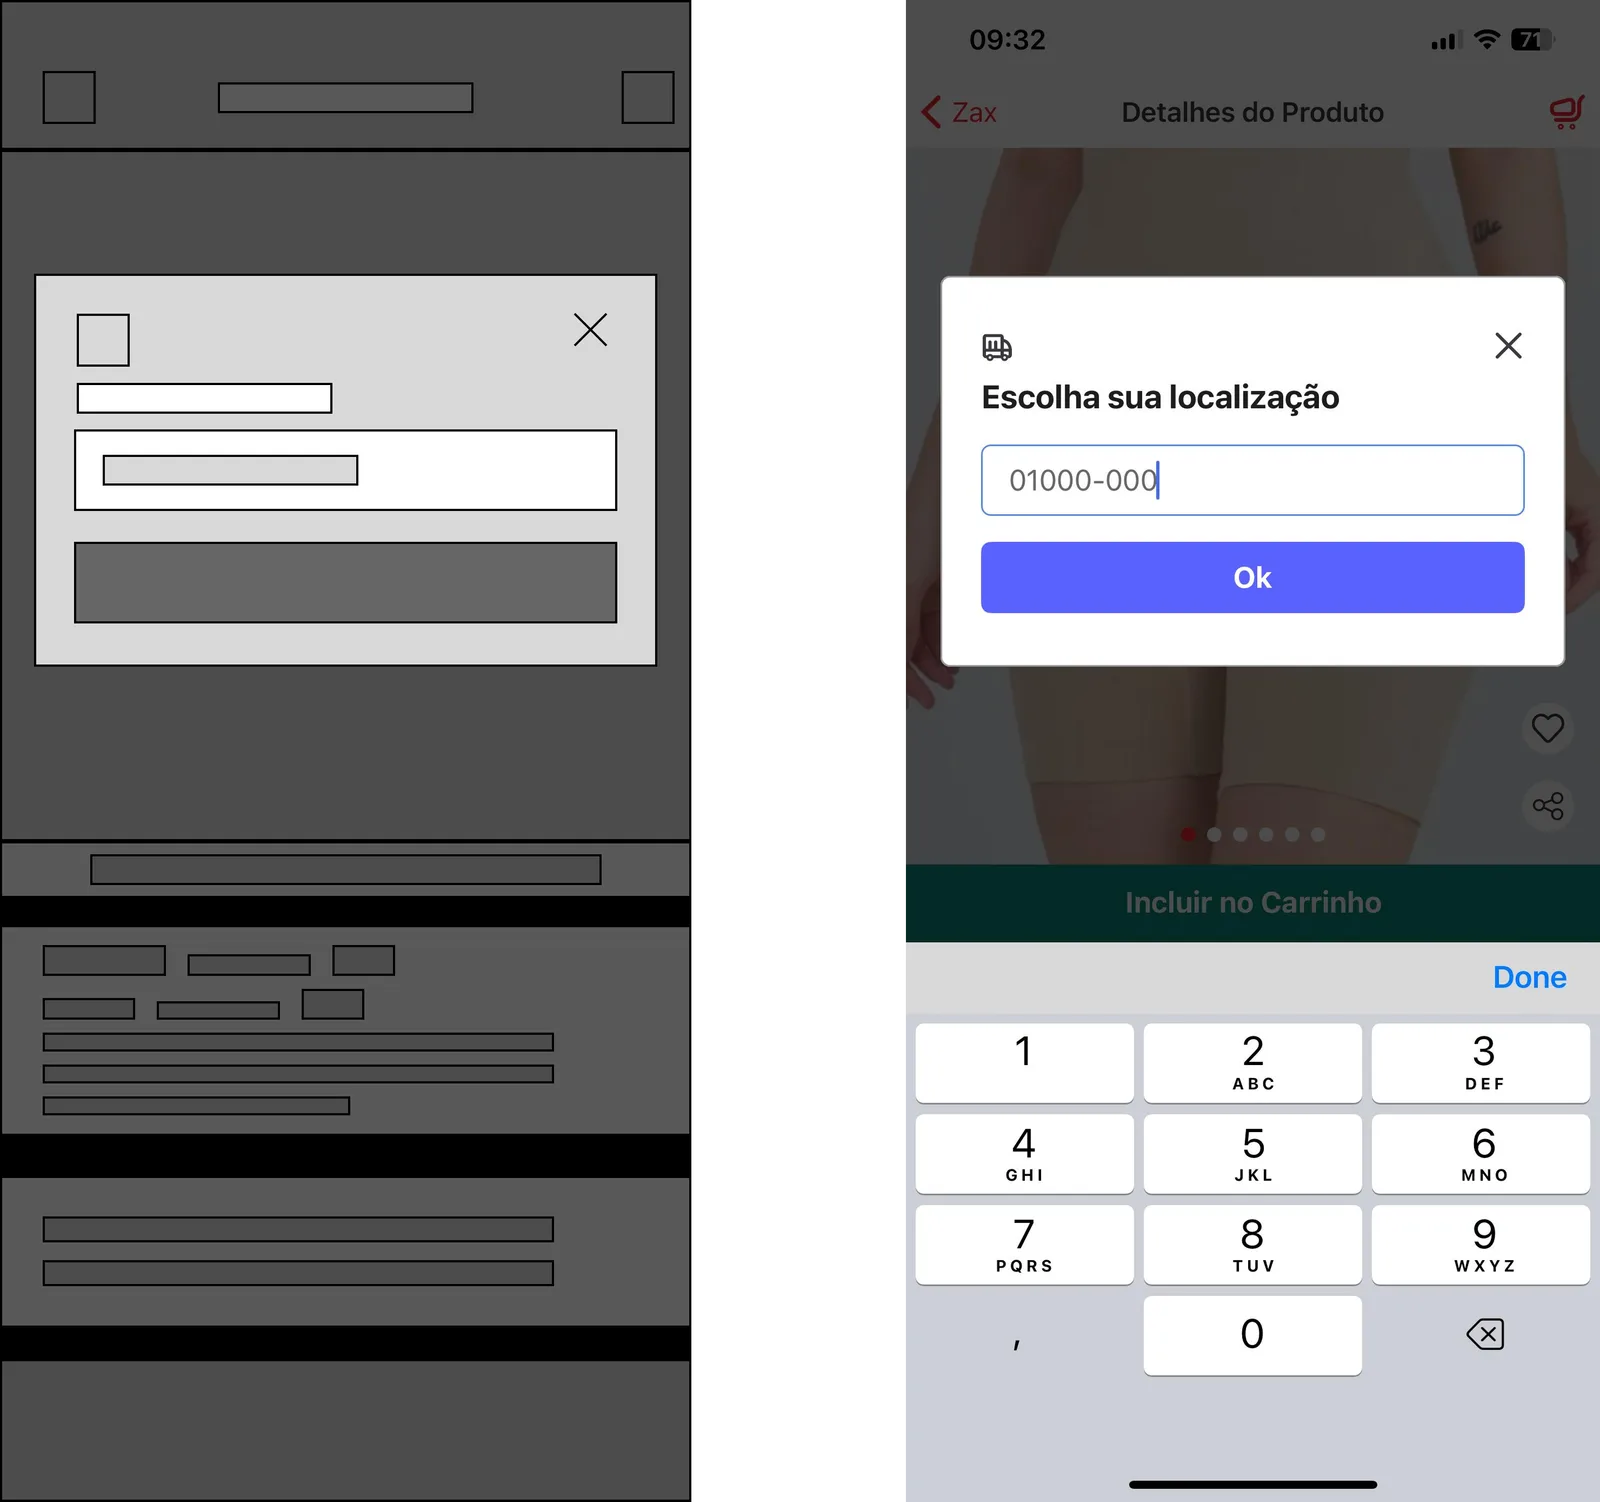 09:32
71
Zax
Detalhes do Produto
Escolha sua localização
01000-000
Ok
Incluir no Carrinho
Done
1
2
ABC
3
DEF
4
GHI
5
JKL
6
MNO
7
PQRS
8
TUV
9
WXYZ
,
0